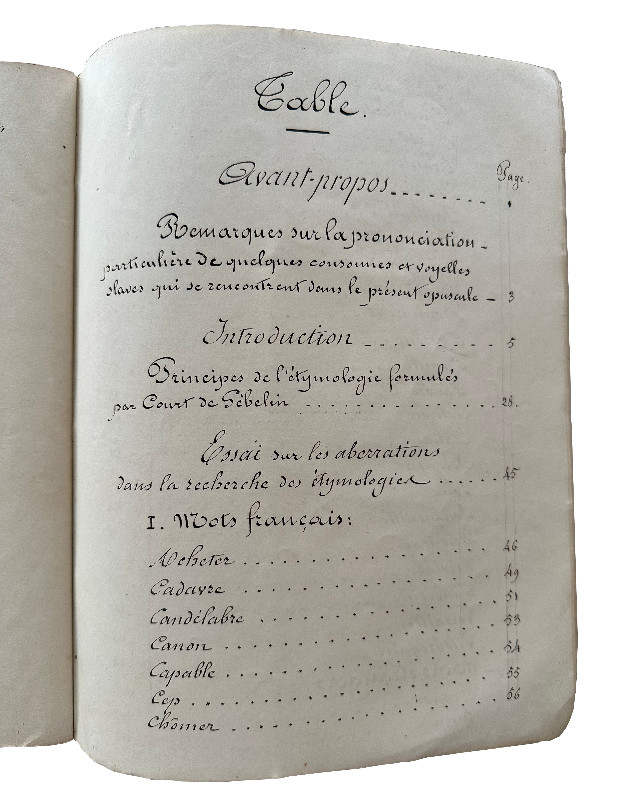 Table.
Page.
Avant-propos
Remarques sur la prononciation
particulière de quelques consonnes et voyelles
slaves qui se rencontrent dans le présent opuscule — 3
Introduction 5
Principes de l'étymologie formulés
par Court de Gébelin 28.
Essai sur les aberrations
dans la recherche des étymologies 45
I. Mots français:
Acheter 46
Cadavre 49
Candélabre 51
Canon 53
Capable 54
Cep 55
Chômer 56